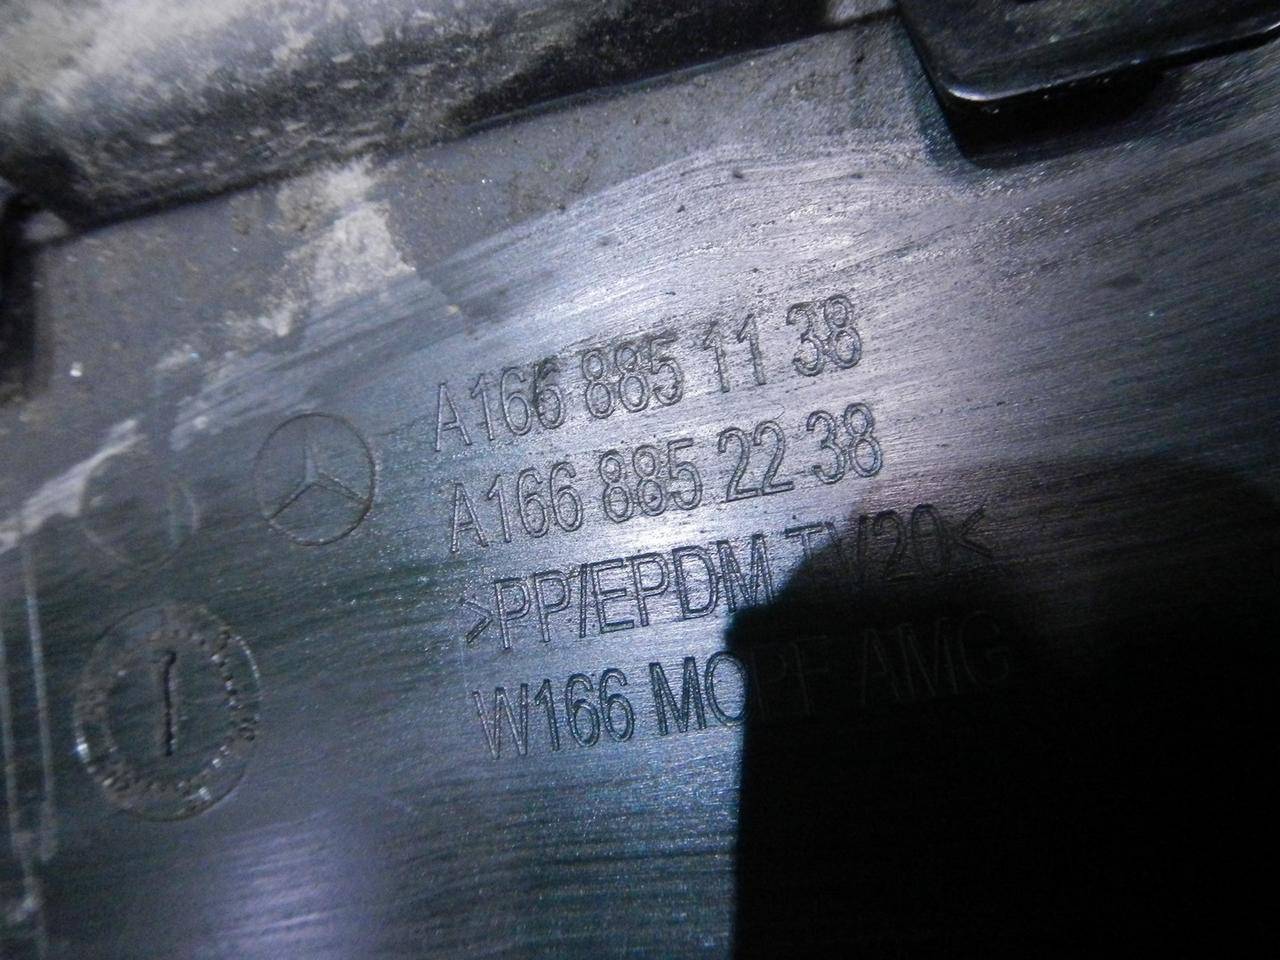 A166 885 11 38
A166 885 22 38
>PP/EPDM TV20<
W166 MOPF AMG